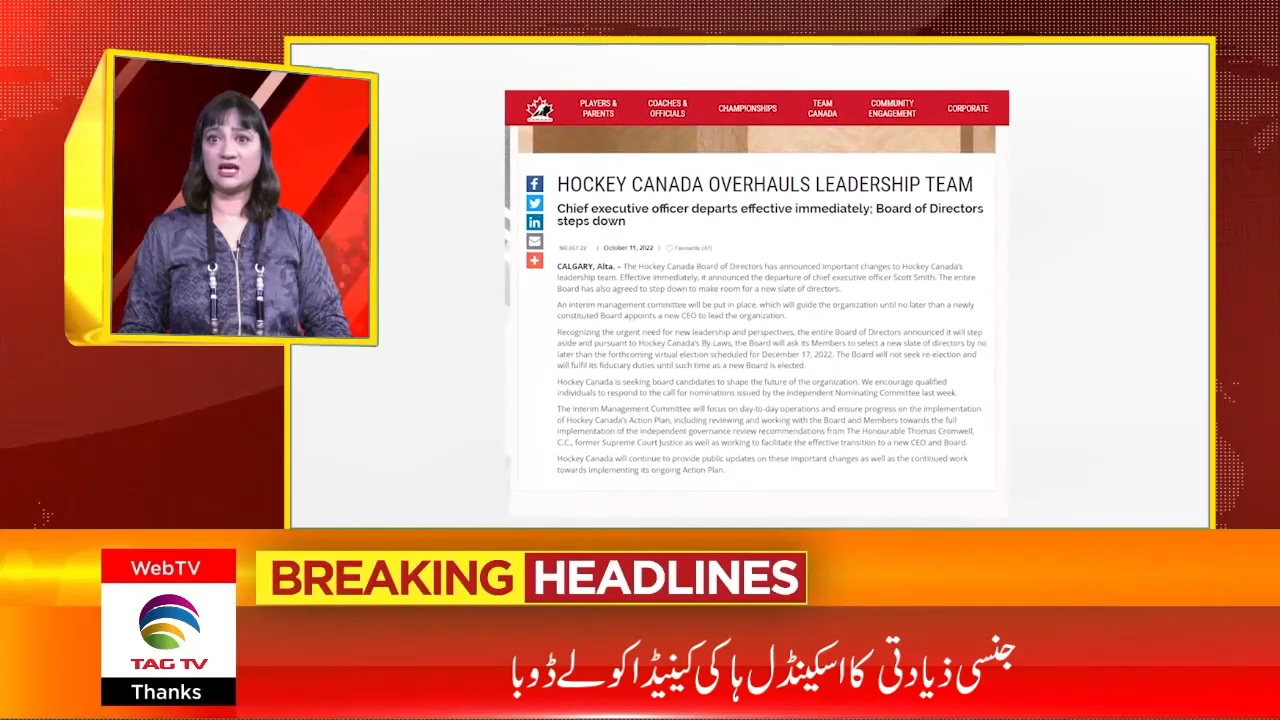 PLAYERS & PARENTS
COACHES & OFFICIALS
CHAMPIONSHIPS
TEAM CANADA
COMMUNITY ENGAGEMENT
CORPORATE
HOCKEY CANADA OVERHAULS LEADERSHIP TEAM
Chief executive officer departs effective immediately; Board of Directors
steps down
NR.057.22 | October 11, 2022 | Favourite (47)
CALGARY, Alta. – The Hockey Canada Board of Directors has announced important changes to Hockey Canada's
leadership team. Effective immediately, it announced the departure of chief executive officer Scott Smith. The entire
Board has also agreed to step down to make room for a new slate of directors.
An interim management committee will be put in place, which will guide the organization until no later than a newly
constituted Board appoints a new CEO to lead the organization.
Recognizing the urgent need for new leadership and perspectives, the entire Board of Directors announced it will step
aside and pursuant to Hockey Canada's By-Laws, the Board will ask its Members to select a new slate of directors by no
later than the forthcoming virtual election scheduled for December 17, 2022. The Board will not seek re-election and
will fulfil its fiduciary duties until such time as a new Board is elected.
Hockey Canada is seeking board candidates to shape the future of the organization. We encourage qualified
individuals to respond to the call for nominations issued by the independent Nominating Committee last week.
The interim Management Committee will focus on day-to-day operations and ensure progress on the implementation
of Hockey Canada's Action Plan, including reviewing and working with the Board and Members towards the full
implementation of the independent governance review recommendations from The Honourable Thomas Cromwell,
C.C., former Supreme Court Justice as well as working to facilitate the effective transition to a new CEO and Board.
Hockey Canada will continue to provide public updates on these important changes as well as the continued work
towards implementing its ongoing Action Plan.
WebTV
TAG TV
Thanks
BREAKING HEADLINES
جنسی ذیادتی کا اسکینڈل ہاکی کینیڈا کو لے ڈوبا